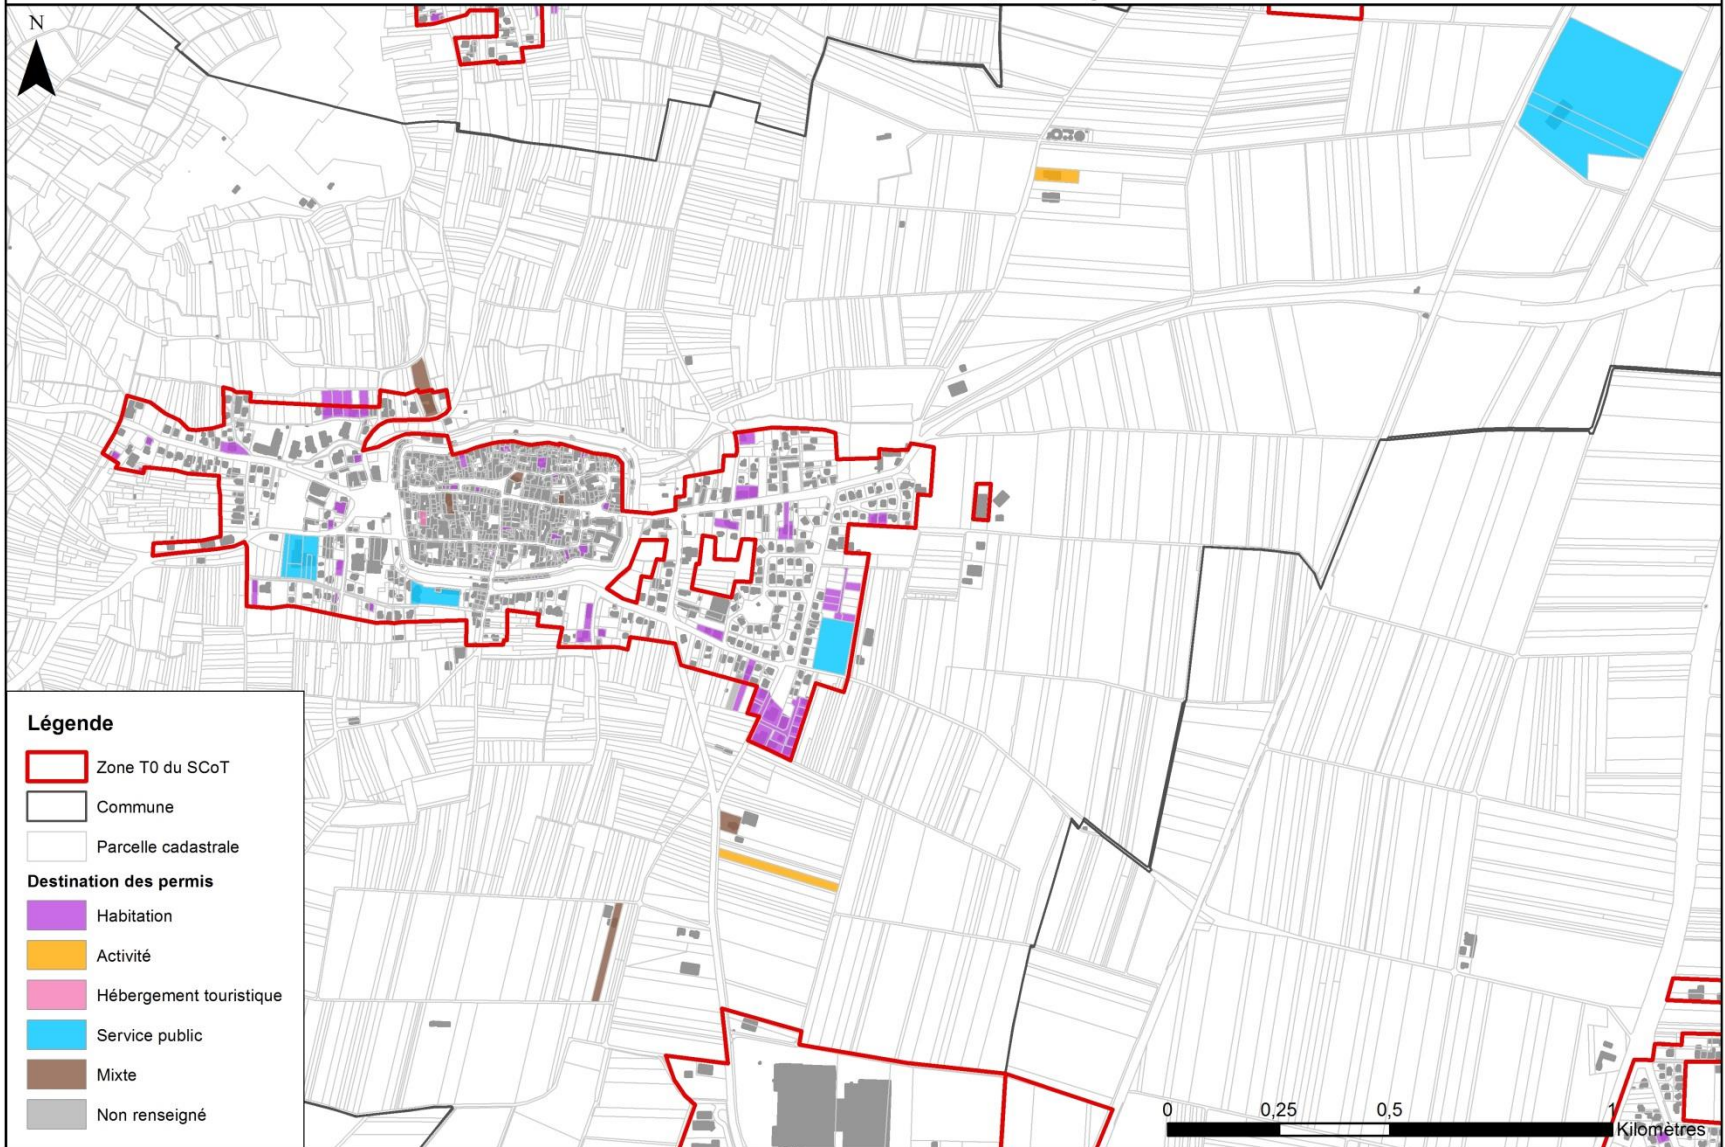 N
Légende
Zone T0 du SCoT
Commune
Parcelle cadastrale
Destination des permis
Habitation
Activité
Hébergement touristique
Service public
Mixte
Non renseigné
0 0,25 0,5 1
Kilomètres